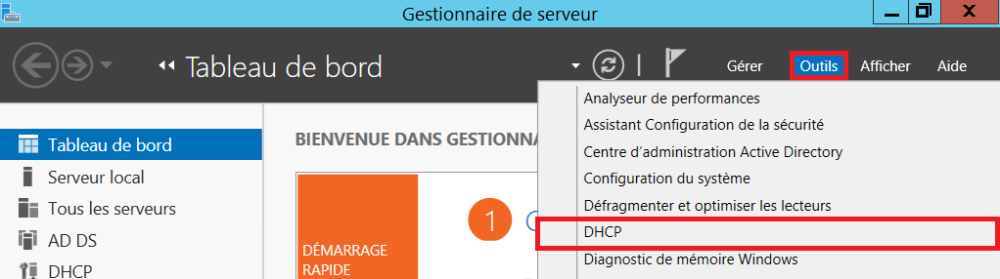 Gestionnaire de serveur
Tableau de bord
Gérer Outils Afficher Aide
Tableau de bord
Serveur local
Tous les serveurs
AD DS
DHCP
BIENVENUE DANS GESTIONNA
DÉMARRAGE
RAPIDE
1
Analyseur de performances
Assistant Configuration de la sécurité
Centre d'administration Active Directory
Configuration du système
Défragmenter et optimiser les lecteurs
DHCP
Diagnostic de mémoire Windows